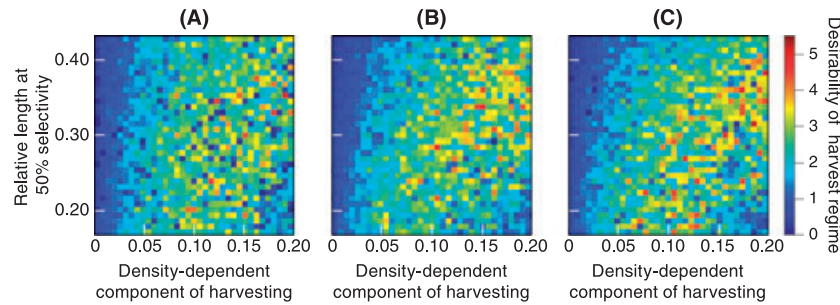 (A)
(B)
(C)
Relative length at
50% selectivity
0.40
0.30
0.20
0
0.05
0.10
0.15
0.20
0
0.05
0.10
0.15
0.20
0
0.05
0.10
0.15
0.20
Density-dependent
component of harvesting
Density-dependent
component of harvesting
Density-dependent
component of harvesting
5
4
3
2
1
0
Desirability of
harvest regime